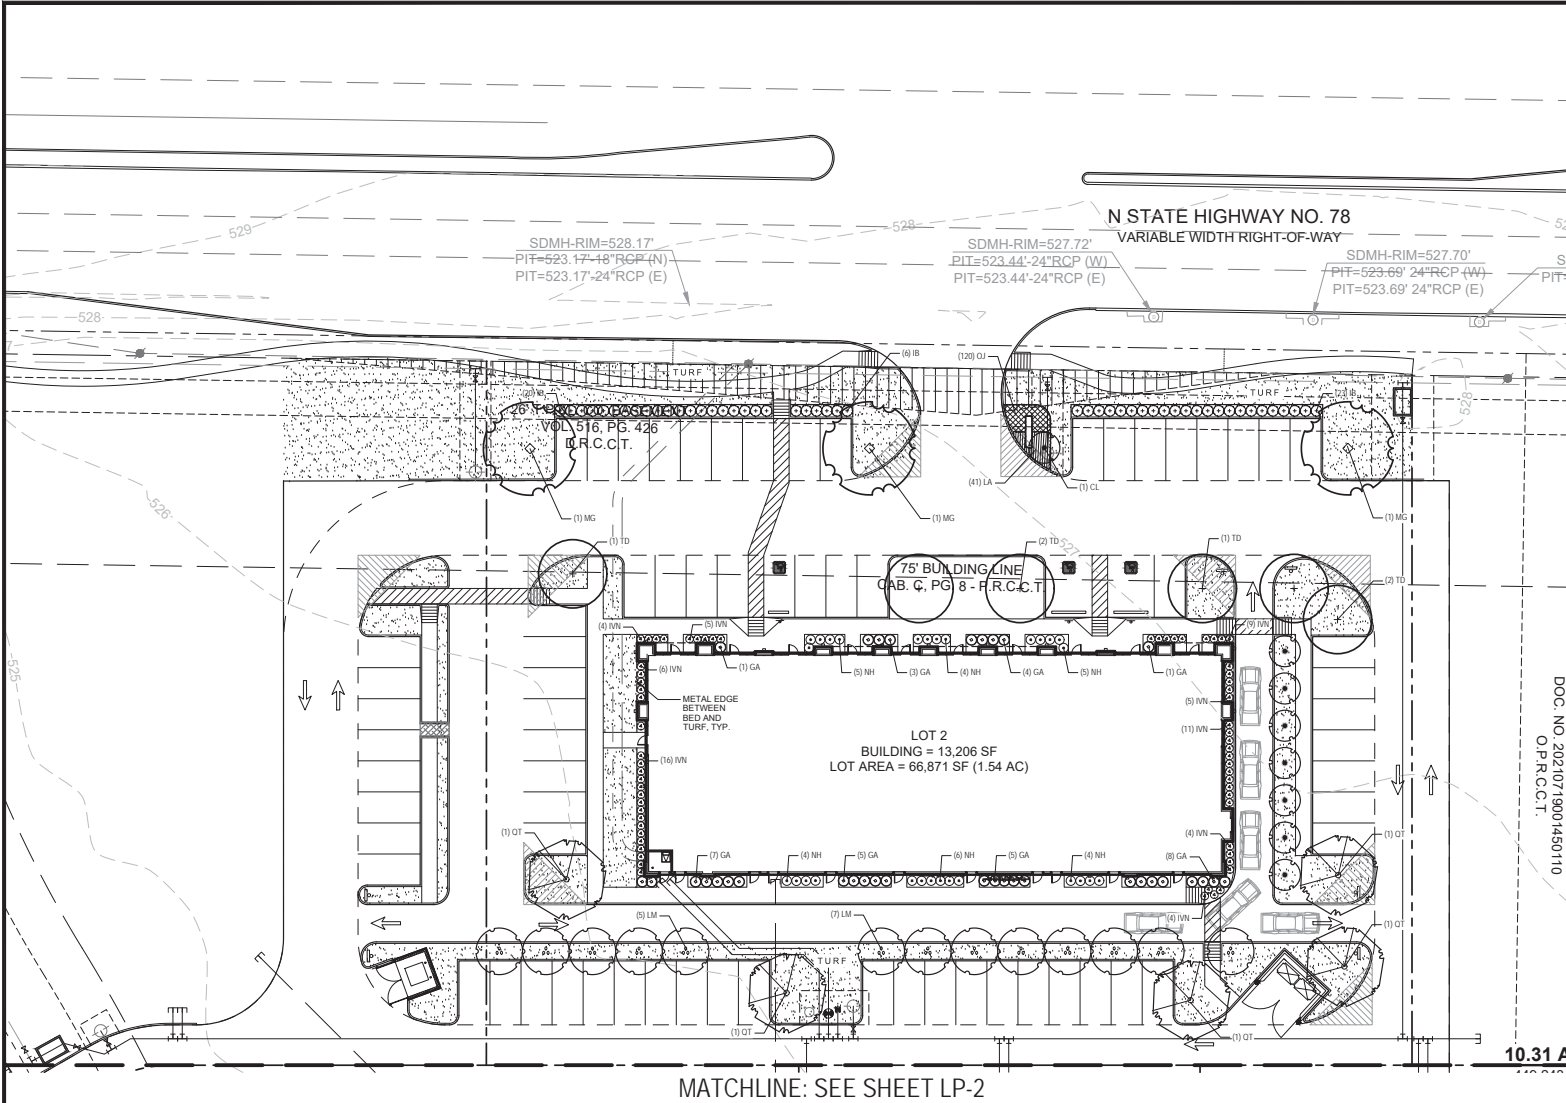 N STATE HIGHWAY NO. 78
VARIABLE WIDTH RIGHT-OF-WAY
529
528
SDMH-RIM=528.17'
PIT=523.17'-18"RCP (N)
PIT=523.17'-24"RCP (E)
SDMH-RIM=527.72'
PIT=523.44'-24"RCP (W)
PIT=523.44'-24"RCP (E)
SDMH-RIM=527.70'
PIT=523.69' 24"RCP (W)
PIT=523.69' 24"RCP (E)
528
(6) IB
(120) OJ
TURF
TURF
VOL. 516, PG. 426
D.R.C.C.T.
528
(41) LA
(1) CL
526
(1) MG
(1) MG
(1) MG
(1) TD
(2) TD
527
(1) TD
(2) TD
75' BUILDING LINE
CAB. C, PG. 8 - P.R.C.C.T.
(4) IVN
(5) IVN
(9) IVN
525
(6) IVN
(1) GA
(5) NH
(3) GA
(4) NH
(4) GA
(5) NH
(1) GA
METAL EDGE
BETWEEN
BED AND
TURF, TYP.
(5) IVN
(11) IVN
LOT 2
BUILDING = 13,206 SF
LOT AREA = 66,871 SF (1.54 AC)
(16) IVN
DOC. NO. 20210719001450110
O.P.R.C.C.T.
(1) QT
(4) IVN
(1) QT
(7) GA
(4) NH
(5) GA
(6) NH
(5) GA
(4) NH
(8) GA
(5) LM
(7) LM
(4) IVN
(1) QT
TURF
(1) QT
(1) QT
10.31 A
MATCHLINE: SEE SHEET LP-2